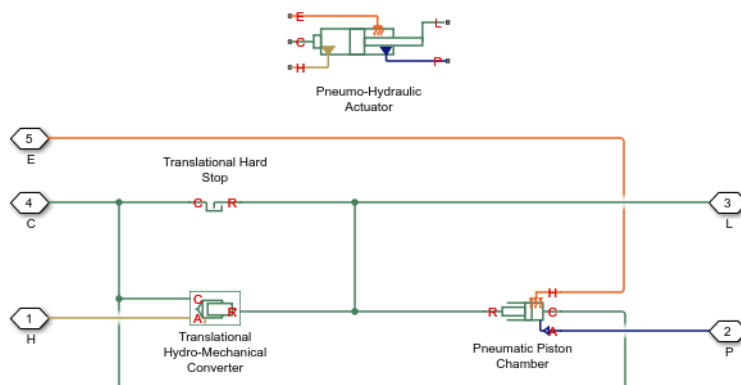 E
L
C
H
P
Pneumo-Hydraulic
Actuator
5
E
Translational Hard
Stop
4
C
C R
3
L
C
A R
H
R C
A
1
H
Translational
Hydro-Mechanical
Converter
Pneumatic Piston
Chamber
2
P